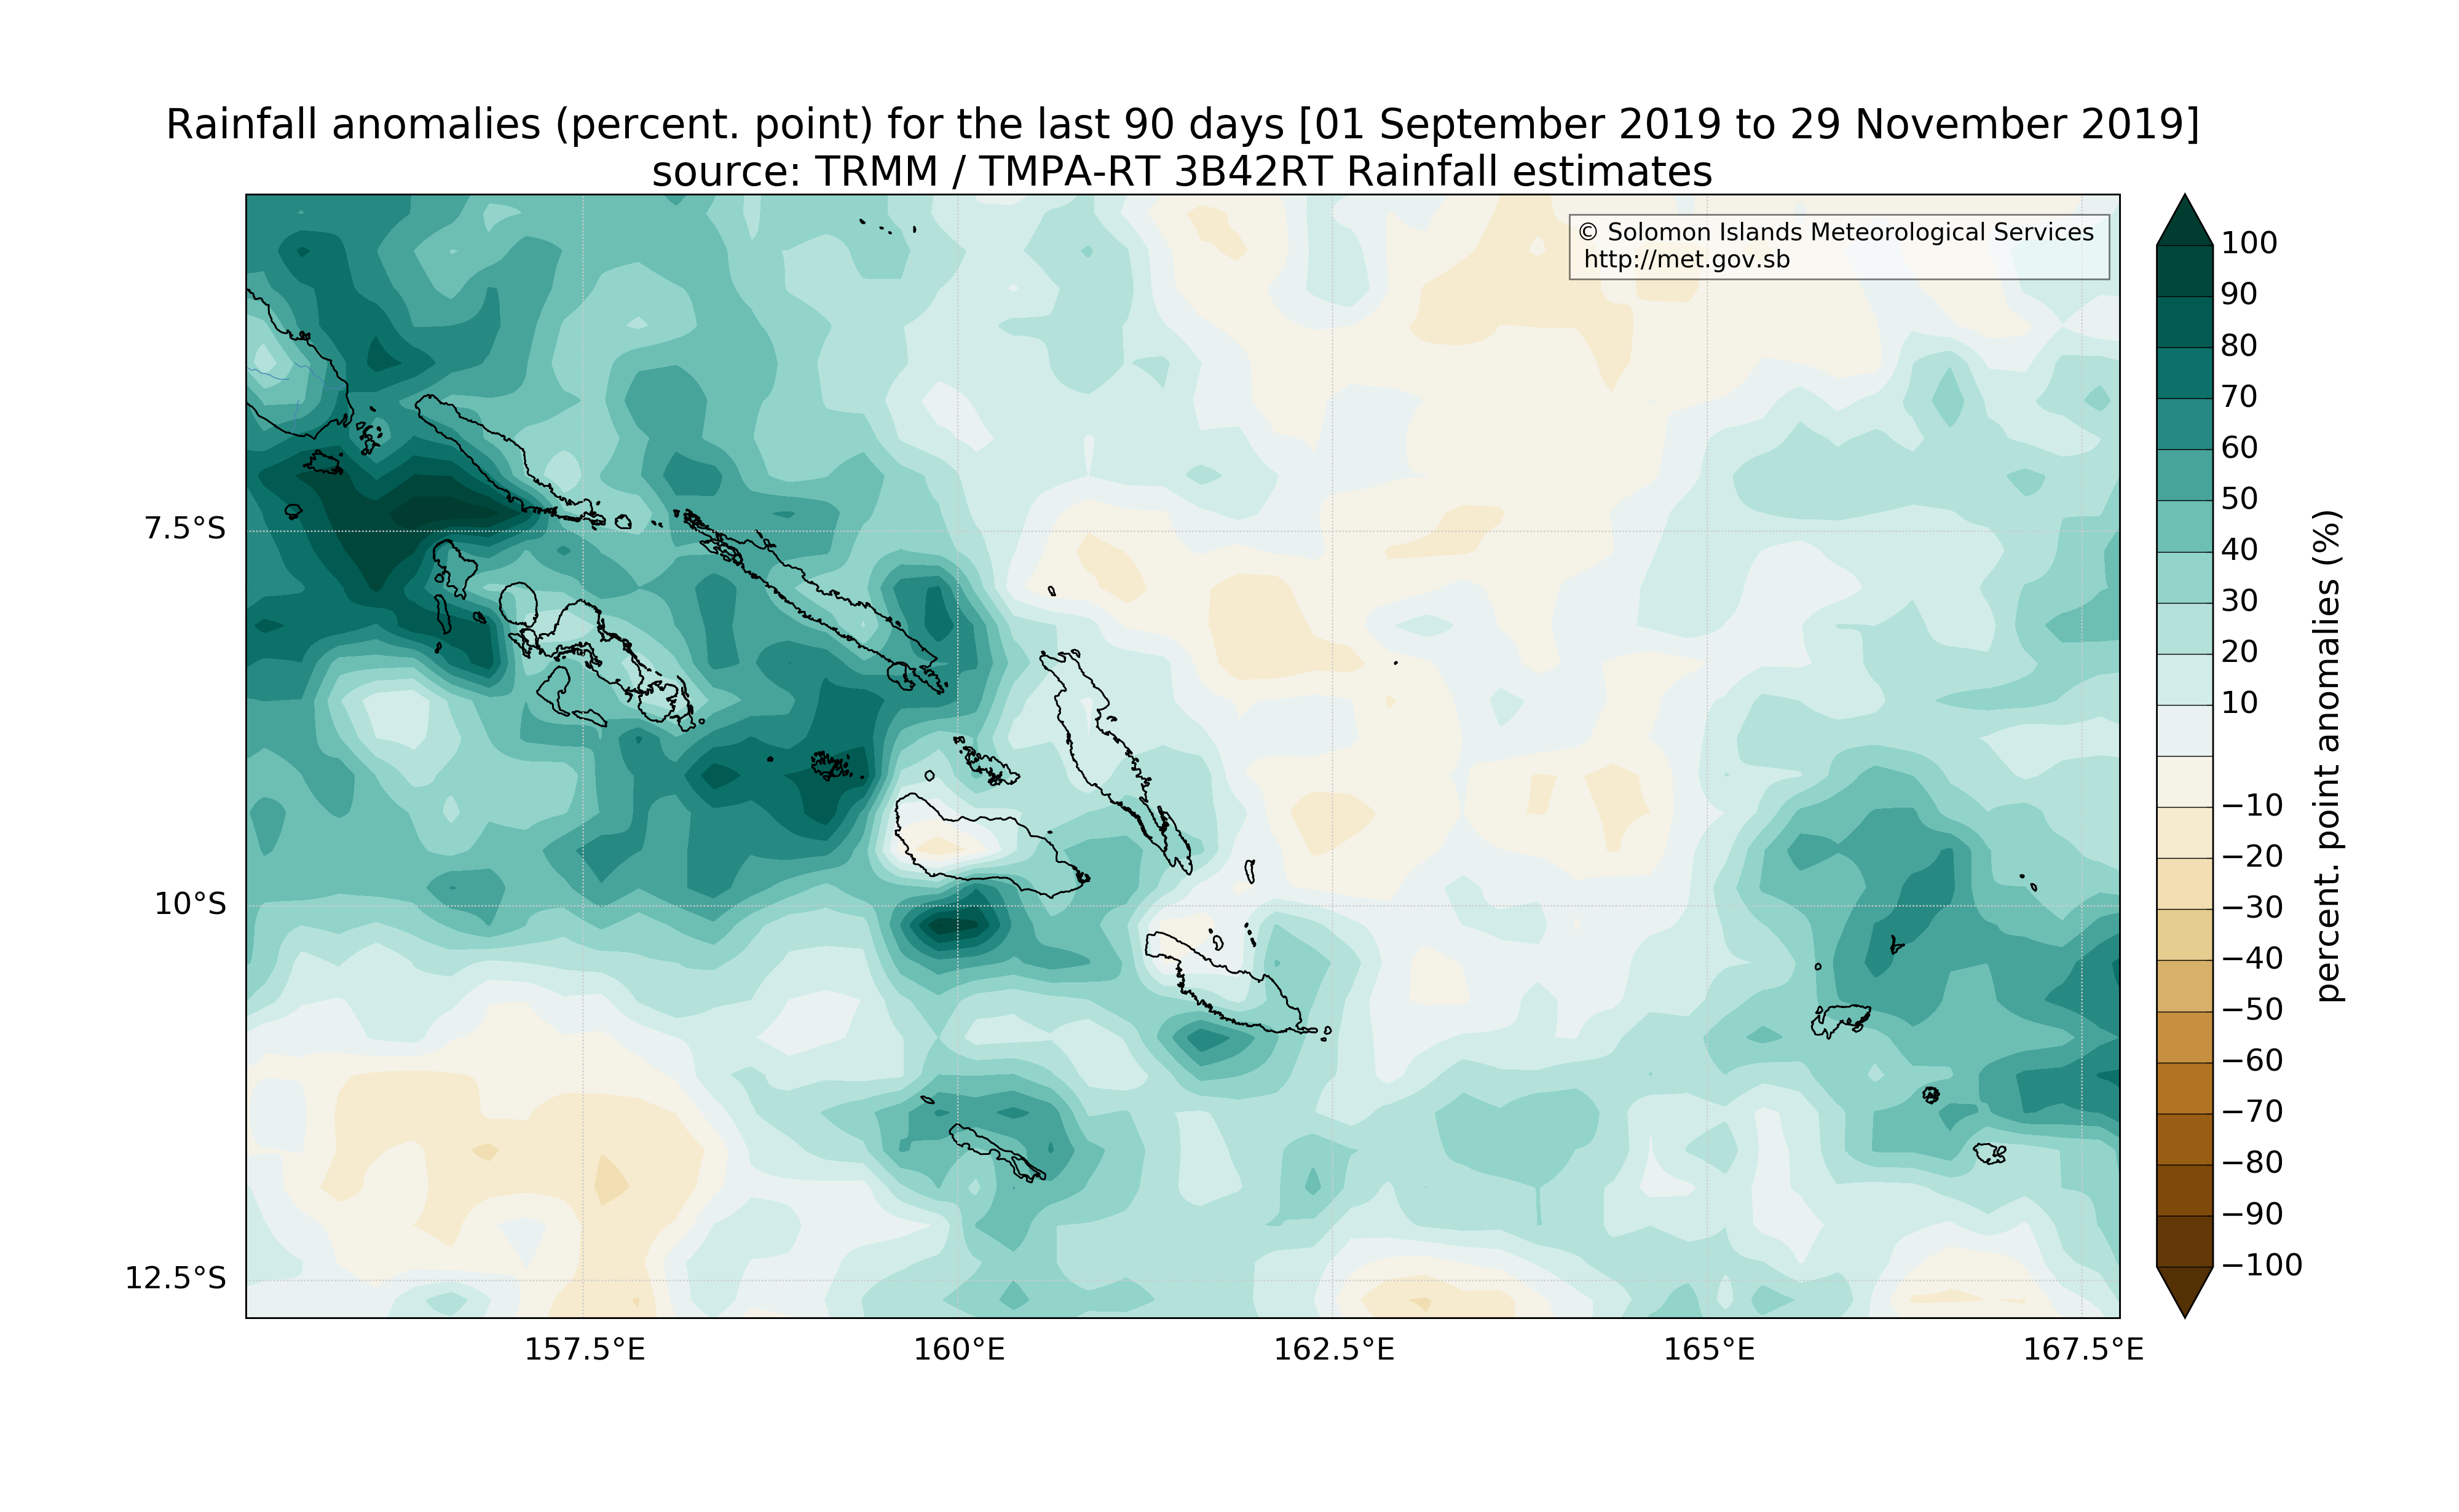 Rainfall anomalies (percent. point) for the last 90 days [01 September 2019 to 29 November 2019]
source: TRMM / TMPA-RT 3B42RT Rainfall estimates
© Solomon Islands Meteorological Services
http://met.gov.sb
7.5°S
10°S
12.5°S
157.5°E
160°E
162.5°E
165°E
167.5°E
100
90
80
70
60
50
40
30
20
10
−10
−20
−30
−40
−50
−60
−70
−80
−90
−100
percent. point anomalies (%)